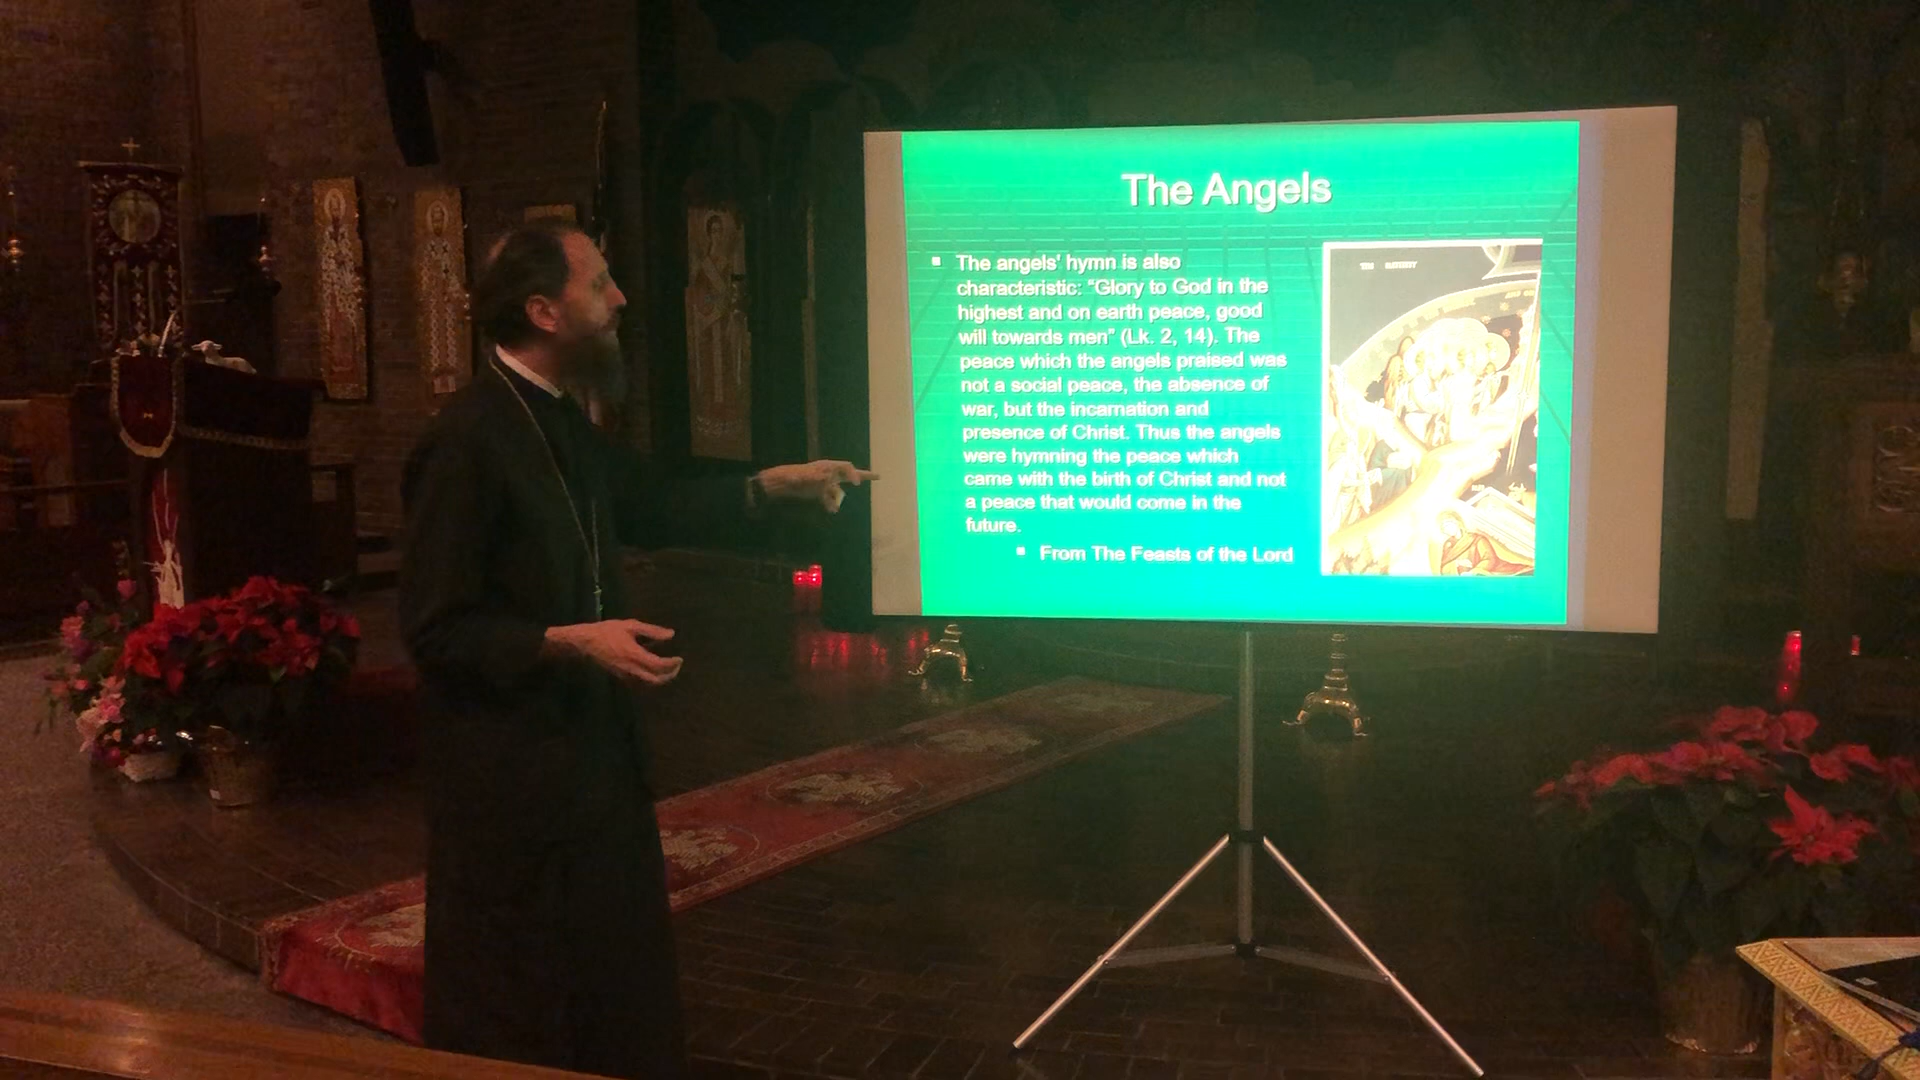 The Angels
The angels' hymn is also
characteristic: "Glory to God in the
highest and on earth peace, good
will towards men" (Lk. 2, 14). The
peace which the angels praised was
not a social peace, the absence of
war, but the incarnation and
presence of Christ. Thus the angels
were hymning the peace which
came with the birth of Christ and not
a peace that would come in the
future.
From The Feasts of the Lord